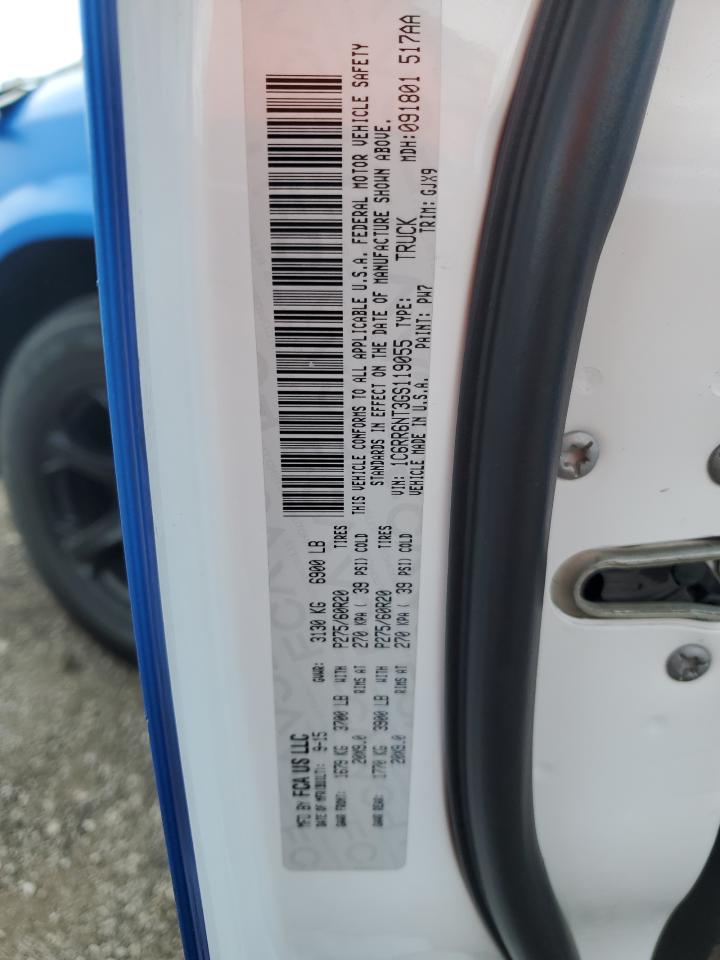 MFD BY FCA US LLC
DATE OF MFR(BUILT): 9-15 GVWR: 3130 KG 6900 LB
GAWR FRONT: 1679 KG 3700 LB WITH P275/60R20 TIRES
20X9.0 RIMS AT 270 KPA ( 39 PSI) COLD
GAWR REAR: 1770 KG 3900 LB WITH P275/60R20 TIRES
20X9.0 RIMS AT 270 KPA ( 39 PSI) COLD
THIS VEHICLE CONFORMS TO ALL APPLICABLE U.S.A. FEDERAL MOTOR VEHICLE SAFETY
STANDARDS IN EFFECT ON THE DATE OF MANUFACTURE SHOWN ABOVE.
VIN: 1C6RR6NT3GS119055 TYPE: TRUCK MDH:091801 517AA
VEHICLE MADE IN U.S.A. PAINT: PW7 TRIM: GJX9